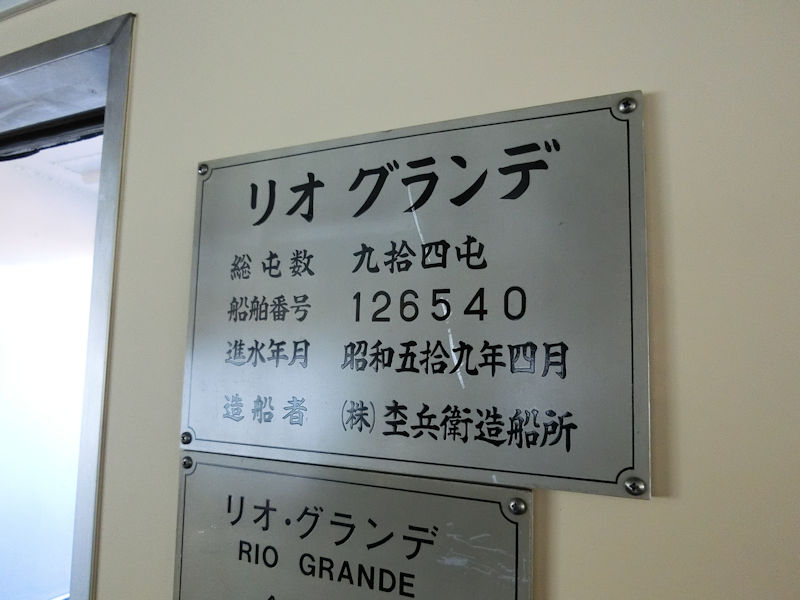 リオ グランデ
総屯数 九拾四屯
船舶番号 126540
進水年月 昭和五拾九年四月
造船者 (株)杢兵衛造船所
リオ・グランデ
RIO GRANDE